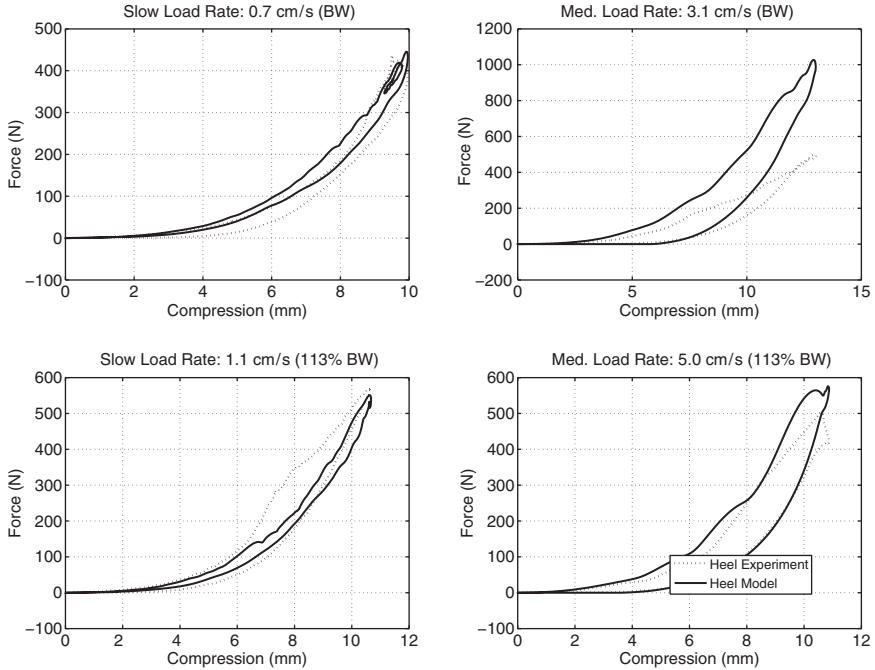 Slow Load Rate: 0.7 cm/s (BW)
500
400
300
200
100
0
−100
Force (N)
0 2 4 6 8 10
Compression (mm)
Med. Load Rate: 3.1 cm/s (BW)
1200
1000
800
600
400
200
0
−200
Force (N)
0 5 10 15
Compression (mm)
Slow Load Rate: 1.1 cm/s (113% BW)
600
500
400
300
200
100
0
−100
Force (N)
0 2 4 6 8 10 12
Compression (mm)
Med. Load Rate: 5.0 cm/s (113% BW)
600
500
400
300
200
100
0
−100
Force (N)
Heel Experiment
Heel Model
0 2 4 6 8 10 12
Compression (mm)